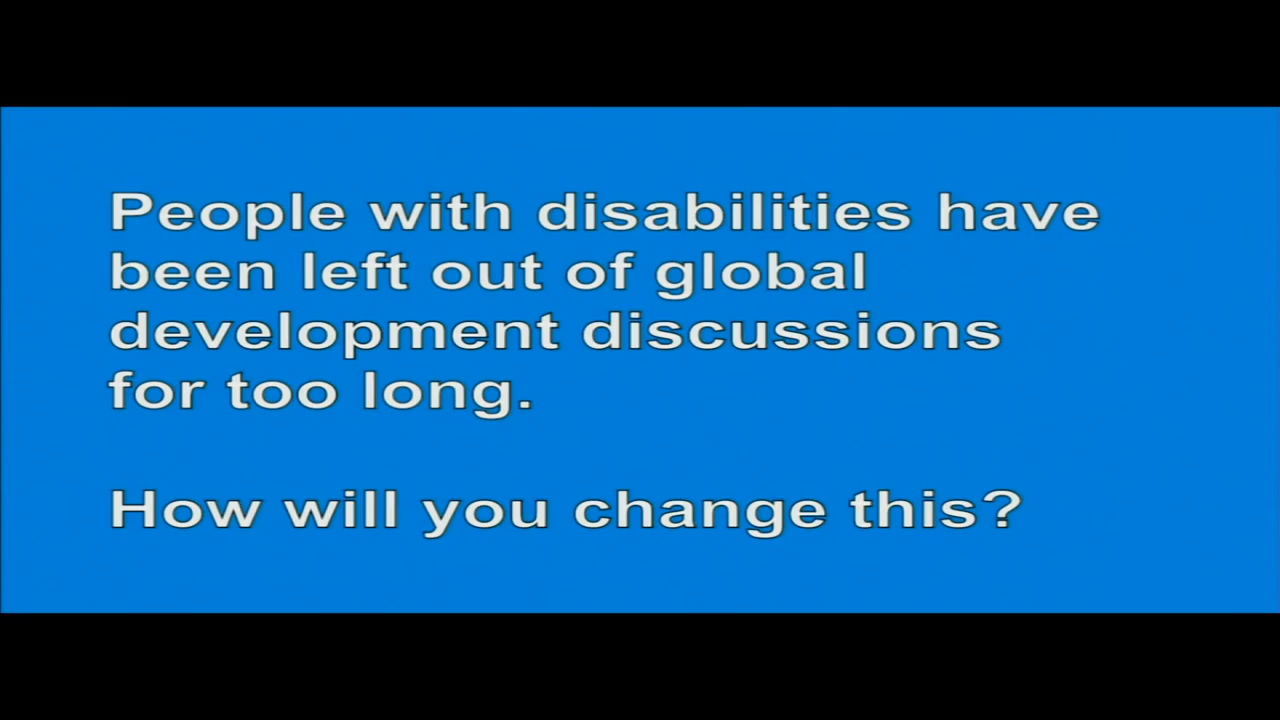 People with disabilities have
been left out of global
development discussions
for too long.
How will you change this?